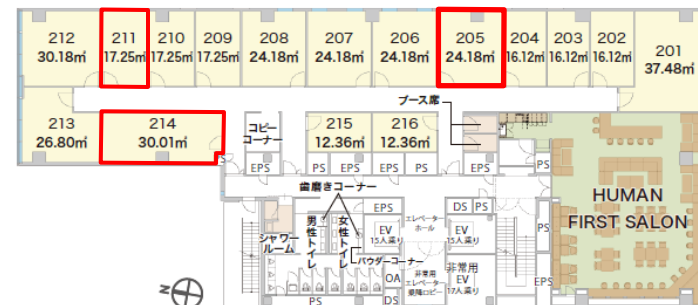 212
30.18㎡
211
17.25㎡
210
17.25㎡
209
17.25㎡
208
24.18㎡
207
24.18㎡
206
24.18㎡
205
24.18㎡
204
16.12㎡
203
16.12㎡
202
16.12㎡
201
37.48㎡
213
26.80㎡
214
30.01㎡
コピー
コーナー
215
12.36㎡
216
12.36㎡
ブース席
PS
EPS
PS
EPS
EPS
PS
EPS
PS
歯磨きコーナー
HUMAN
FIRST SALON
シャワー
ルーム
男性トイレ
女性トイレ
EPS
EV
15人乗り
エレベーター
ホール
DS
PS
EV
15人乗り
PS
パウダーコーナー
OA
DS
非常用
エレベーター
乗降ロビー
非常用
EV
17人乗り
EPS
PS
N